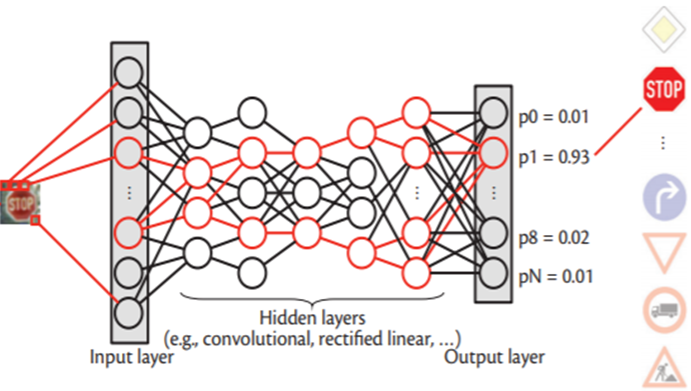 STOP
STOP
p0 = 0.01
p1 = 0.93
p8 = 0.02
pN = 0.01
Hidden layers
(e.g., convolutional, rectified linear, ...)
Input layer
Output layer